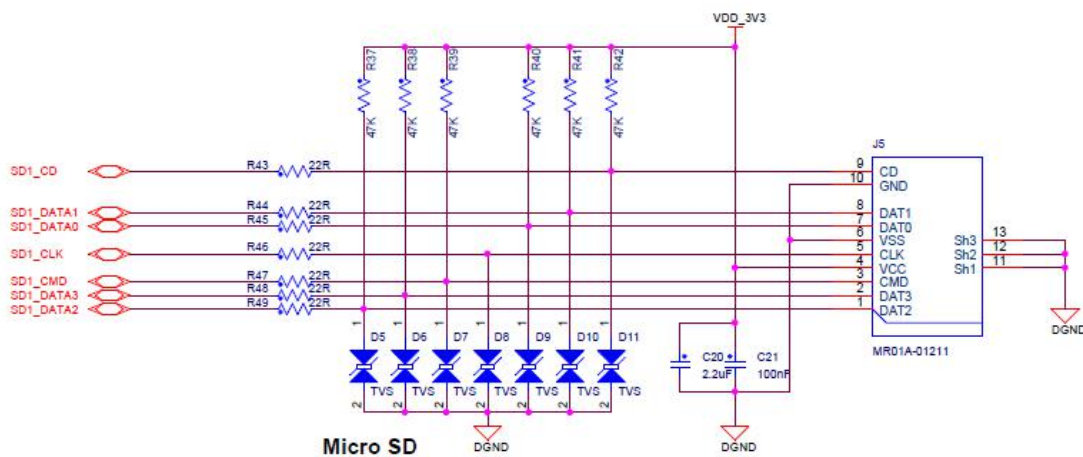 VDD_3V3
R37 R38 R39 R40 R41 R42
47K 47K 47K 47K 47K 47K
J5
SD1_CD R43 22R 9 CD
10 GND
SD1_DATA1 R44 22R 8 DAT1
SD1_DATA0 R45 22R 7 DAT0
6 VSS Sh3 13
SD1_CLK R46 22R 5 CLK Sh2 12
4 VCC Sh1 11
SD1_CMD R47 22R 3 CMD
SD1_DATA3 R48 22R 2 DAT3
SD1_DATA2 R49 22R 1 DAT2
DGND
1 1 1 1 1 1 1
D5 D6 D7 D8 D9 D10 D11
MR01A-01211
C20 C21
2.2uF 100nF
TVS TVS TVS TVS TVS TVS TVS
2 2 2 2 2 2 2
Micro SD
DGND DGND